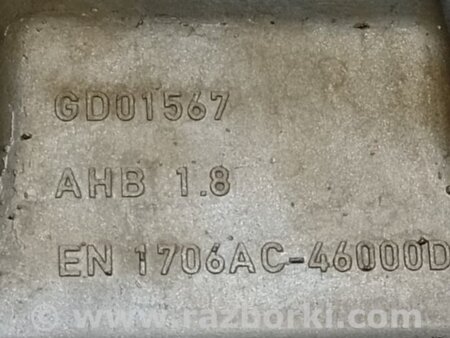 GD01567
AHB 1.8
EN 1706AC-46000D
© www.razborki.com